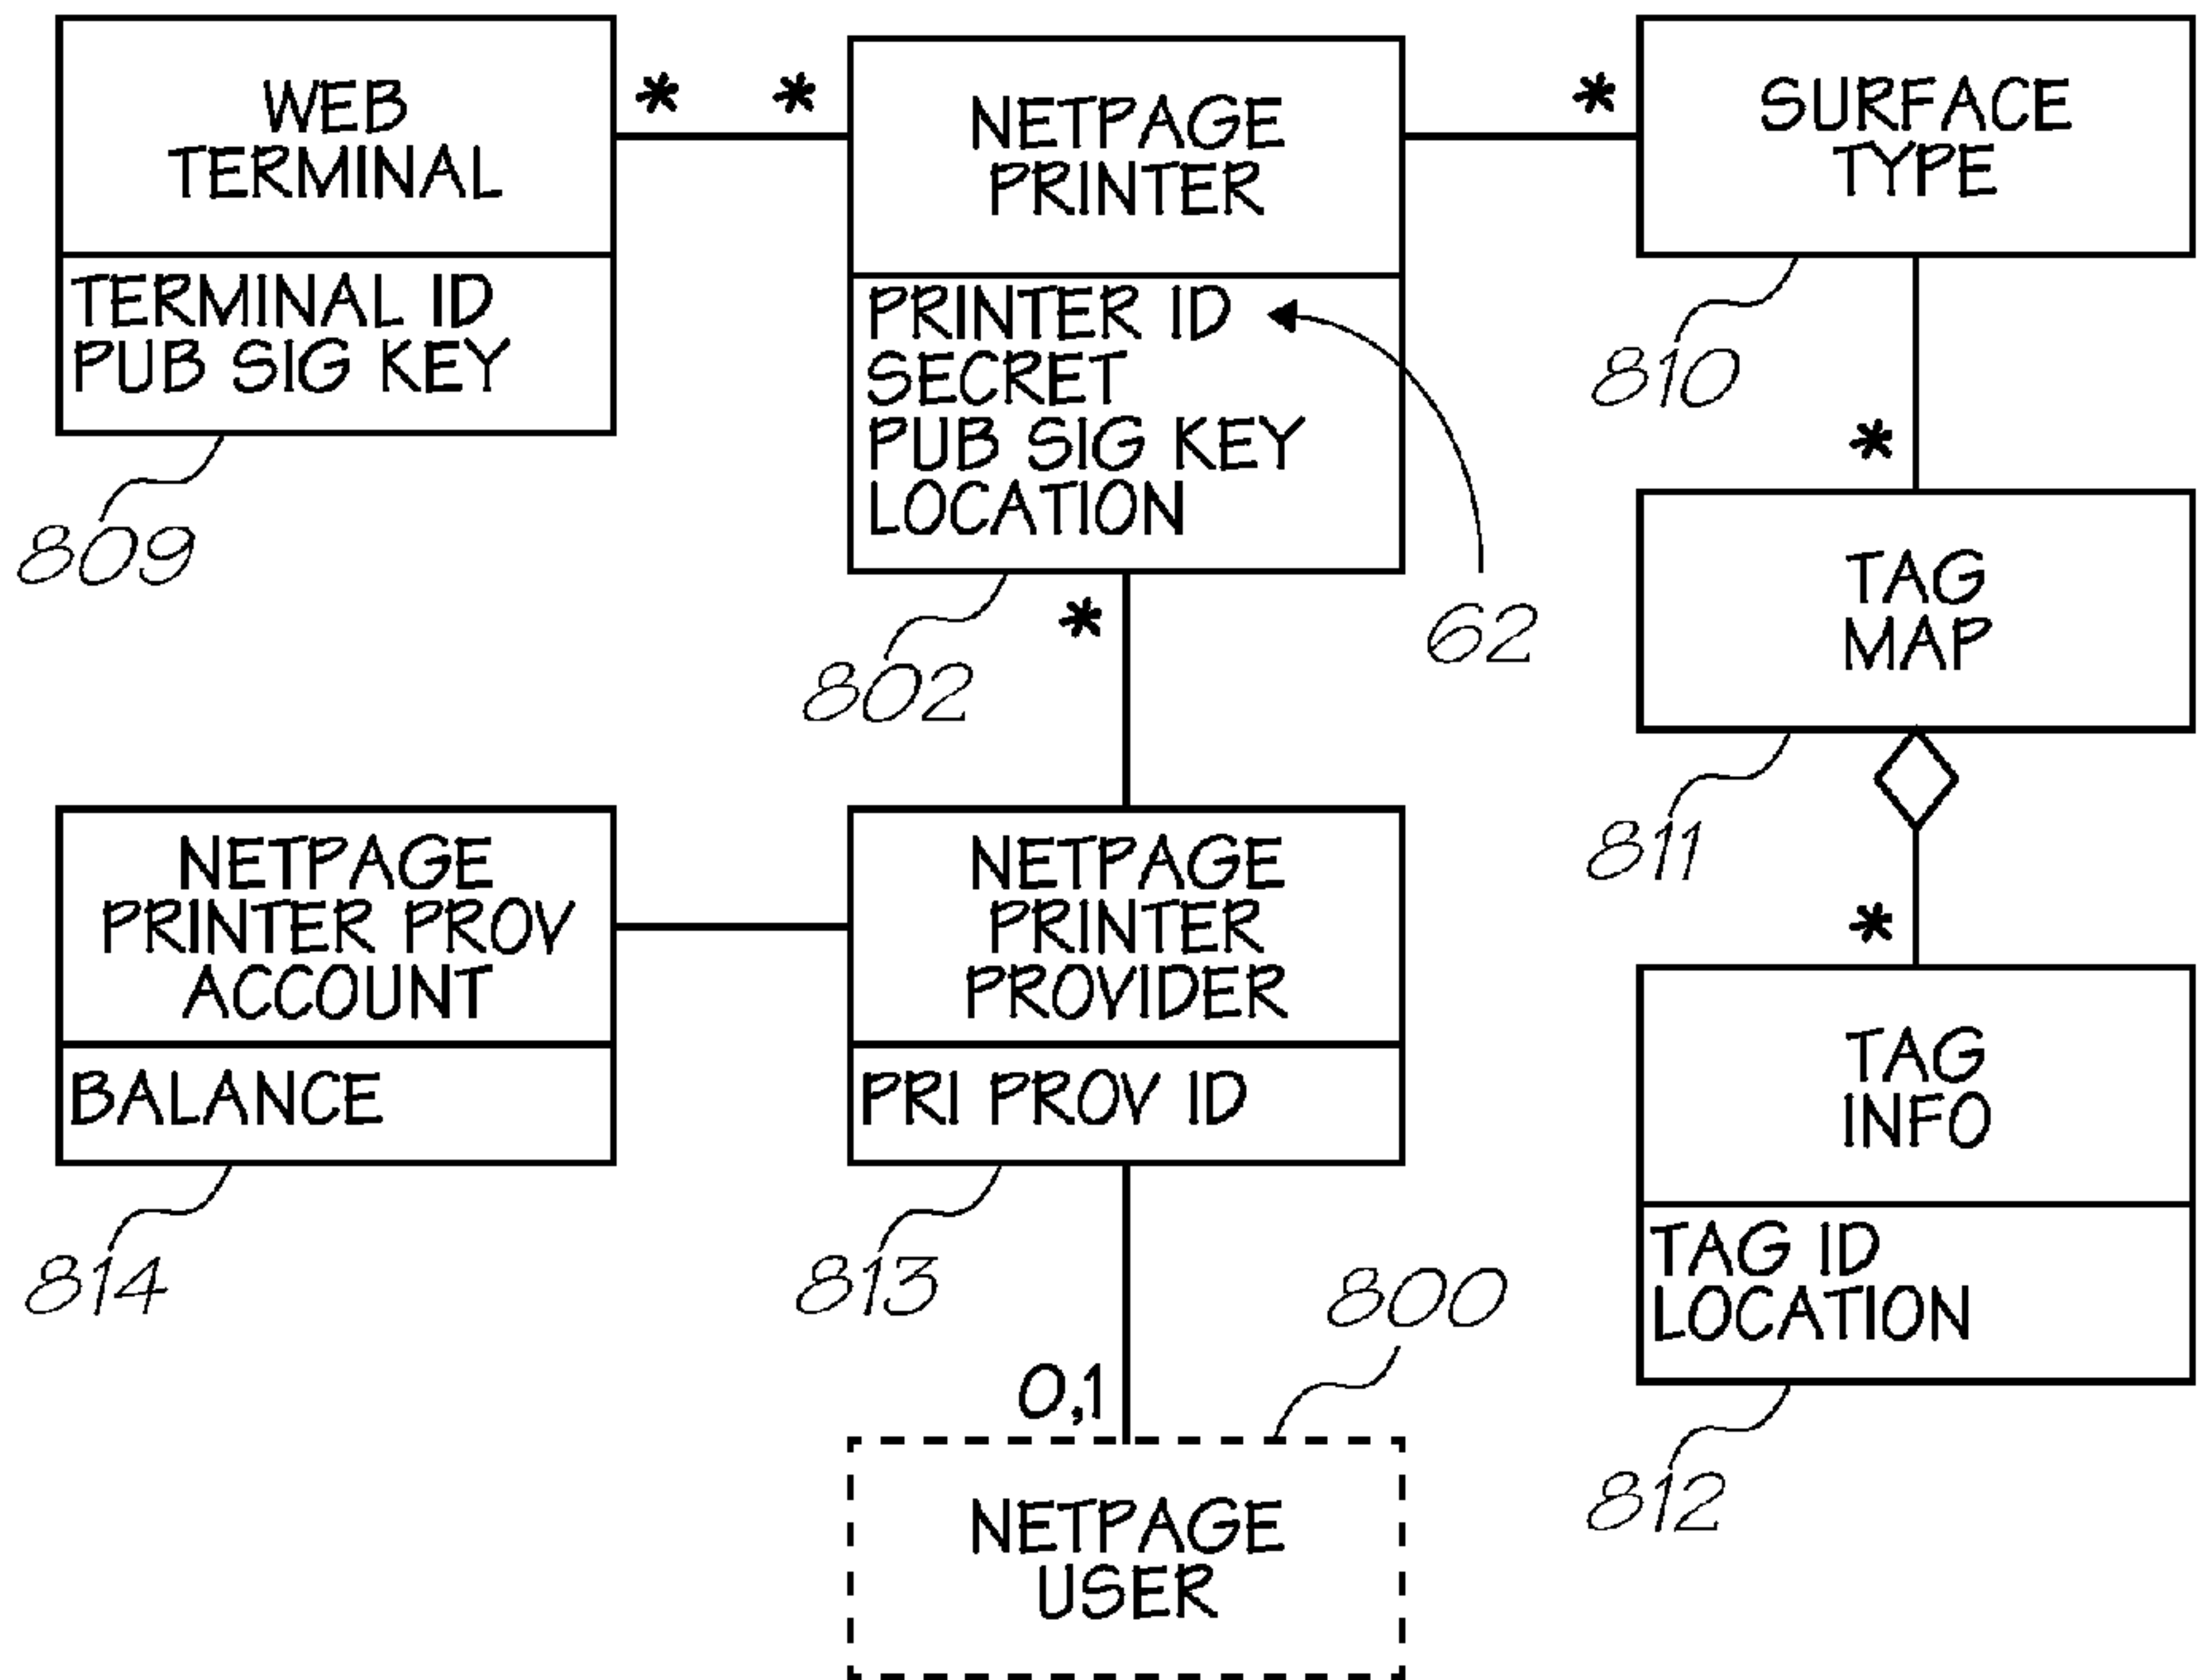 WEB
TERMINAL
TERMINAL ID
PUB SIG KEY
809
*
*
NETPAGE
PRINTER
PRINTER ID
SECRET
PUB SIG KEY
LOCATION
802
62
*
*
SURFACE
TYPE
810
*
TAG
MAP
811
*
TAG
INFO
TAG ID
LOCATION
812
NETPAGE
PRINTER PROV
ACCOUNT
BALANCE
814
NETPAGE
PRINTER
PROVIDER
PRI PROV ID
813
800
0,1
NETPAGE
USER